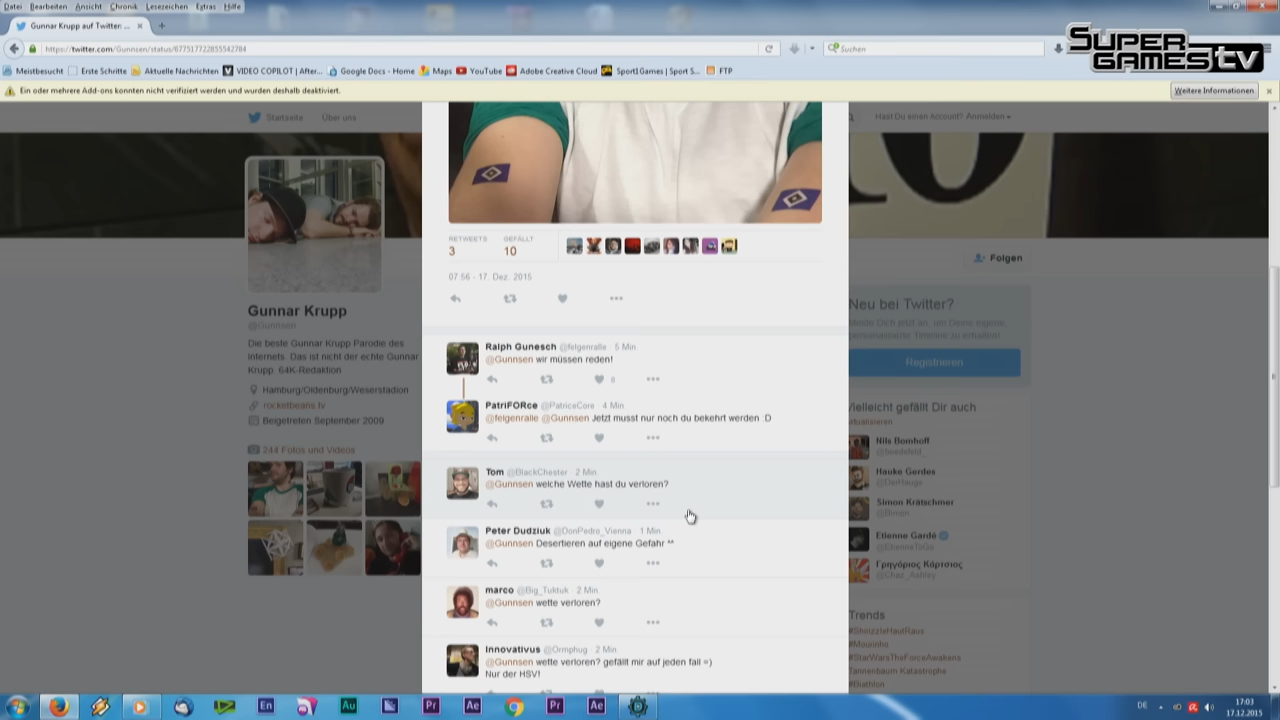 Datei Bearbeiten Ansicht Chronik Lesezeichen Extras Hilfe
Gunnar Krupp auf Twitter: ...
https://twitter.com/Gunnsen/status/677517722855542784
Suchen
SUPER GAMES TV
Meistbesucht Erste Schritte Aktuelle Nachrichten VIDEO COPILOT | After... Google Docs - Home Maps YouTube Adobe Creative Cloud Sport1Games | Sport S... FTP
Ein oder mehrere Add-ons konnten nicht verifiziert werden und wurden deshalb deaktiviert.
Weitere Informationen
Startseite Über uns
Hast Du einen Account? Anmelden
RETWEETS GEFÄLLT
3 10
07:56 - 17. Dez. 2015
Folgen
Gunnar Krupp
@Gunnsen
Die beste Gunnar Krupp Parodie des
Internets. Das ist nicht der echte Gunnar
Krupp. 64K-Redaktion
Hamburg/Oldenburg/Weserstadion
rocketbeans.tv
Beigetreten September 2009
244 Fotos und Videos
Ralph Gunesch @felgenralle · 5 Min.
@Gunnsen wir müssen reden!
PatriFORce @PatriceCore · 4 Min
@felgenralle @Gunnsen Jetzt musst nur noch du bekehrt werden :D
Tom @BlackChester · 2 Min
@Gunnsen welche Wette hast du verloren?
Peter Dudziuk @DonPedro_Vienna · 1 Min.
@Gunnsen Desertieren auf eigene Gefahr ^^
marco @Big_Tuktuk · 2 Min.
@Gunnsen wette verloren?
Innovativus @Ormphug · 2 Min.
@Gunnsen wette verloren? gefällt mir auf jeden fall =)
Nur der HSV!
Neu bei Twitter?
Registrieren
Vielleicht gefällt Dir auch
Nils Bomhoff
Hauke Gerdes
@DerHauge
Simon Krätschmer
Etienne Gardé
@EtienneToGo
Γρηγόριος Κάρτσιος
@Chaz_Ashley
Trends
#ShnizzleHautRaus
#Mourinho
#StarWarsTheForceAwakens
Tannenbaum Katastrophe
#Biathlon
En Au Pr Ae Pr Ae
DE 17:03
17.12.2015